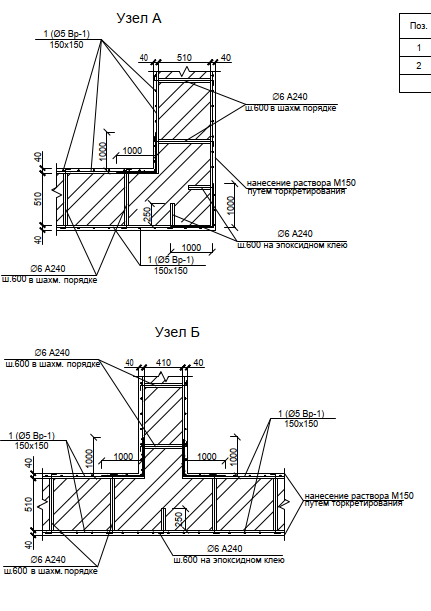 Узел А
Поз.
1
2
1 (Ø5 Вр-1)
150х150
40 510 40
Ø6 А240
ш.600 в шахм. порядке
1000
1000
40
510
40
250
1000
1000
нанесение раствора М150
путем торкретирования
Ø6 А240
ш.600 на эпоксидном клею
1 (Ø5 Вр-1)
150х150
Ø6 А240
ш.600 в шахм. порядке
Узел Б
Ø6 А240
ш.600 в шахм. порядке
40 410 40
1 (Ø5 Вр-1)
150х150
1 (Ø5 Вр-1)
150х150
1000
1000
1000
1000
40
510
40
250
нанесение раствора М150
путем торкретирования
Ø6 А240
ш.600 в шахм. порядке
Ø6 А240
ш.600 на эпоксидном клею